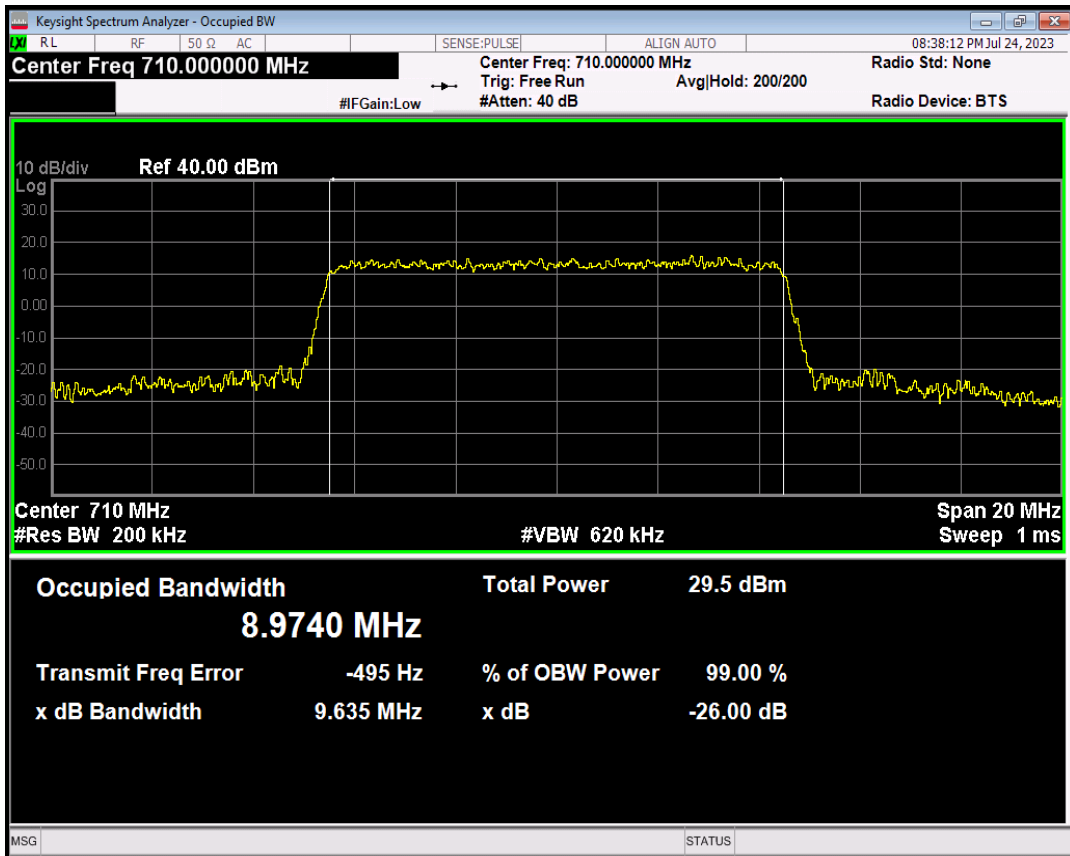 Keysight Spectrum Analyzer - Occupied BW
LXI RL RF 50 Ω AC SENSE:PULSE ALIGN AUTO 08:38:12 PM Jul 24, 2023
Center Freq 710.000000 MHz Center Freq: 710.000000 MHz Radio Std: None
Trig: Free Run Avg|Hold: 200/200
#IFGain:Low #Atten: 40 dB Radio Device: BTS
10 dB/div Ref 40.00 dBm
Log
30.0
20.0
10.0
0.00
-10.0
-20.0
-30.0
-40.0
-50.0
Center 710 MHz Span 20 MHz
#Res BW 200 kHz #VBW 620 kHz Sweep 1 ms
Occupied Bandwidth Total Power 29.5 dBm
8.9740 MHz
Transmit Freq Error -495 Hz % of OBW Power 99.00 %
x dB Bandwidth 9.635 MHz x dB -26.00 dB
MSG STATUS